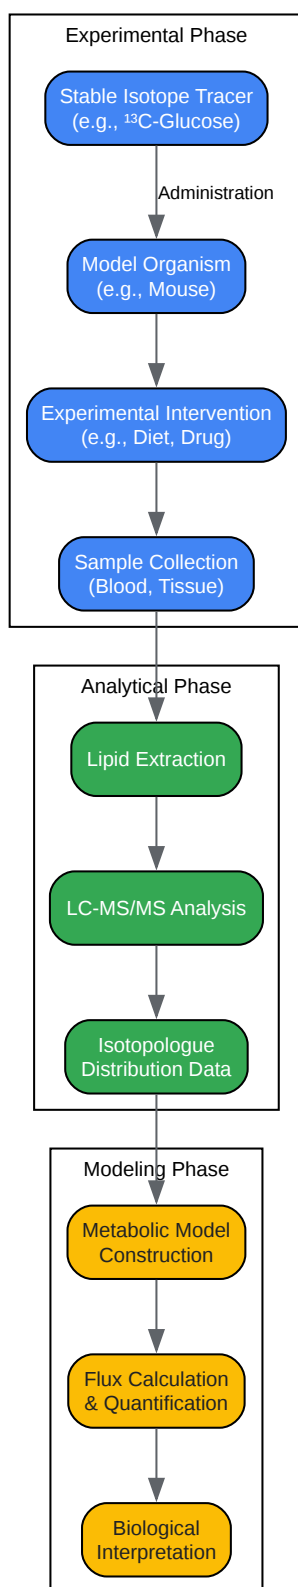 Experimental Phase
Stable Isotope Tracer
(e.g., ¹³C-Glucose)
Administration
Model Organism
(e.g., Mouse)
Experimental Intervention
(e.g., Diet, Drug)
Sample Collection
(Blood, Tissue)
Analytical Phase
Lipid Extraction
LC-MS/MS Analysis
Isotopologue
Distribution Data
Modeling Phase
Metabolic Model
Construction
Flux Calculation
& Quantification
Biological
Interpretation